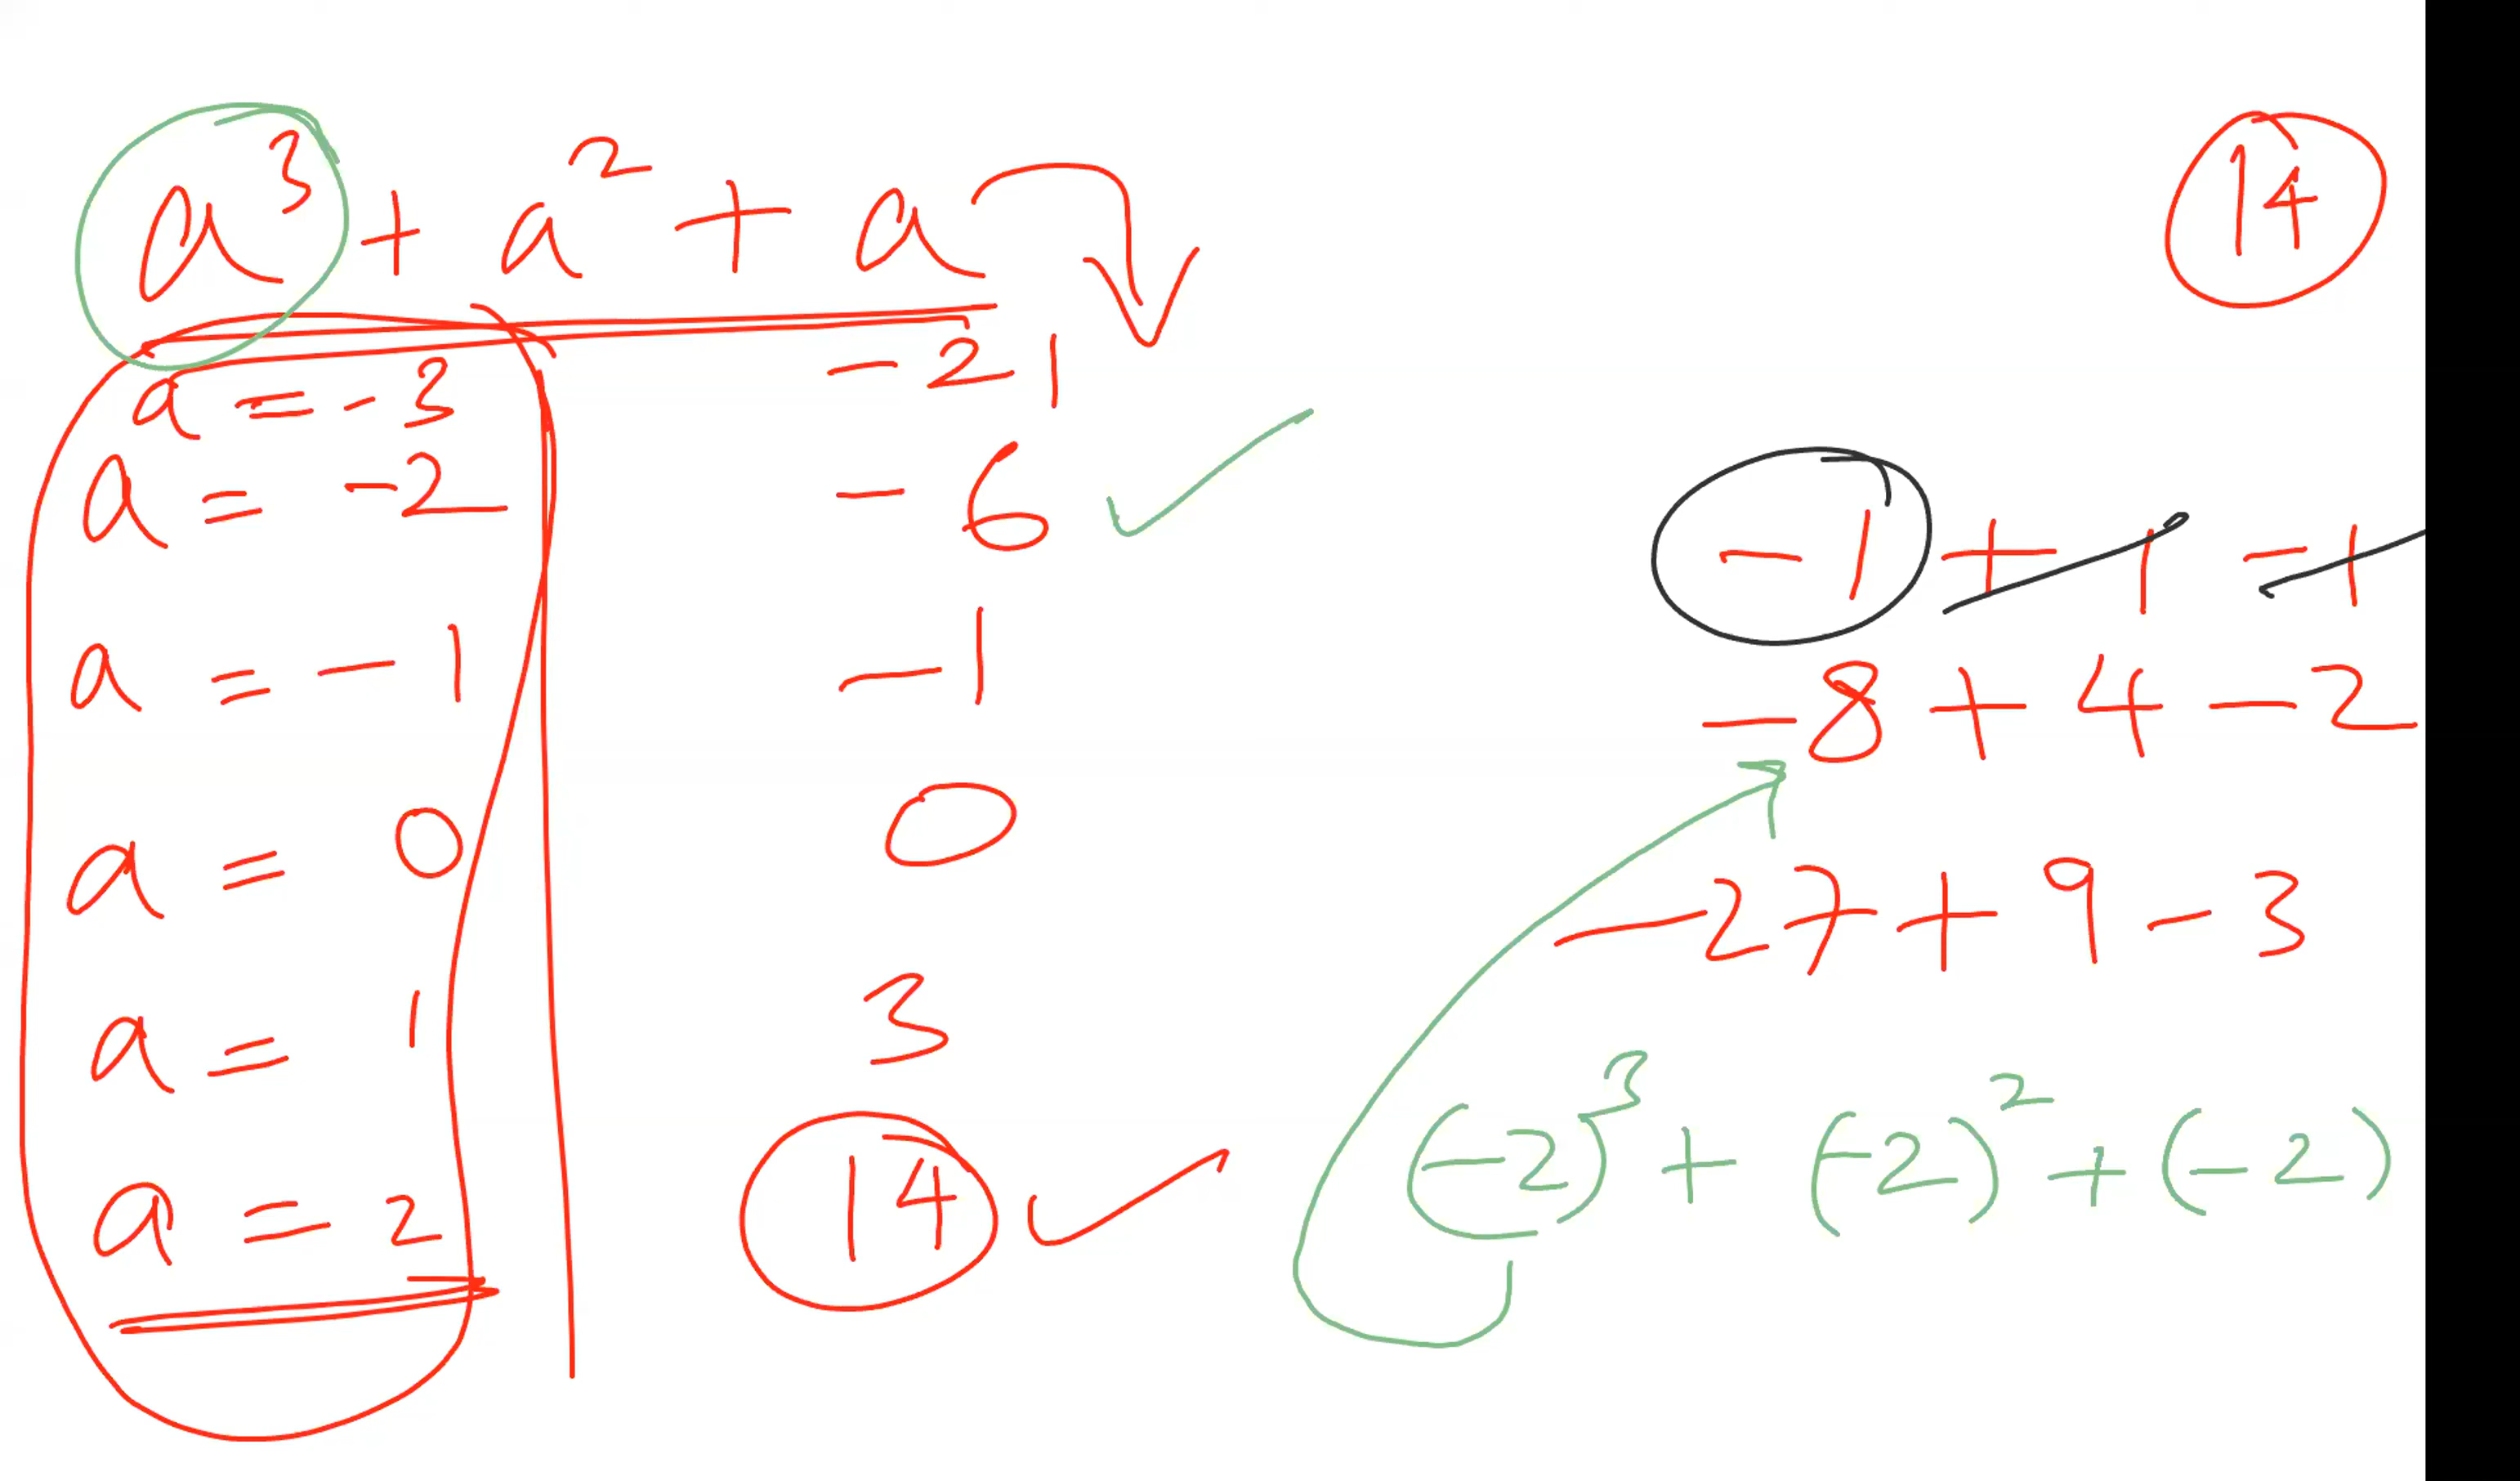 a³ + a² + a
14
a = -3 -21
a = -2 -6
a = -1 -1
a = 0 0
a = 1 3
a = 2 14
-1 + 1 - 1
-8 + 4 - 2
-27 + 9 - 3
(-2)³ + (-2)² + (-2)